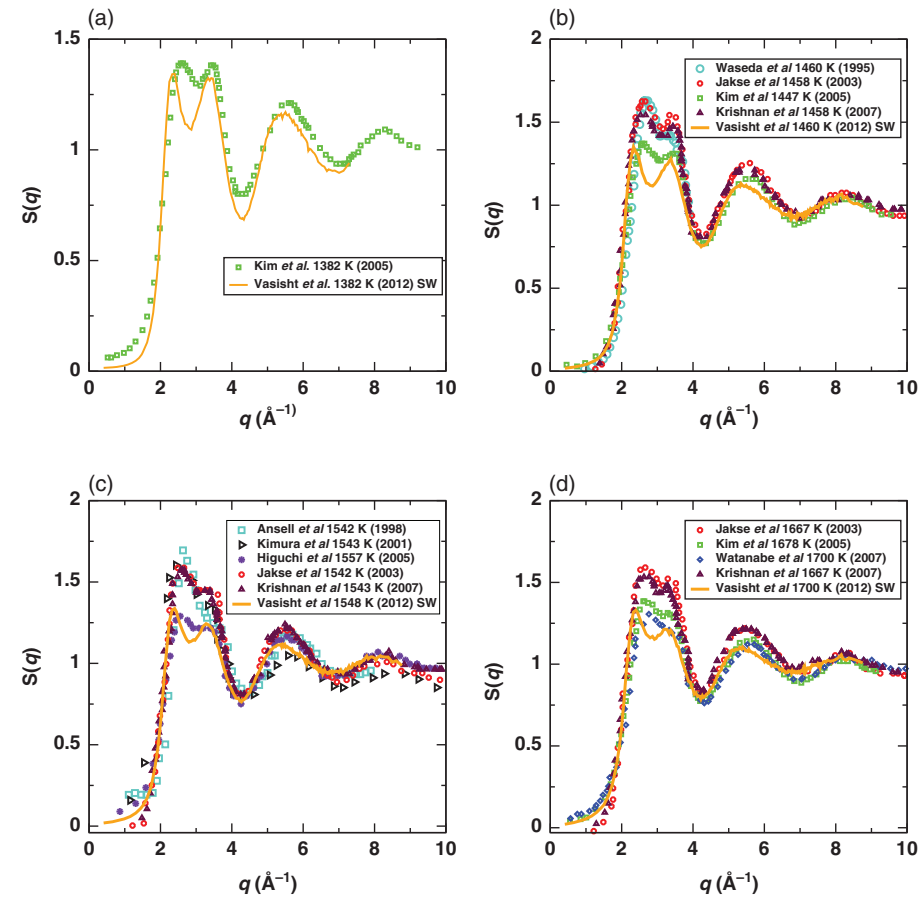 (a)
1.5
1
0.5
0
S(q)
Kim et al. 1382 K (2005)
Vasisht et al. 1382 K (2012) SW
0 2 4 6 8 10
q (Å⁻¹)
(b)
2
1.5
1
0.5
0
S(q)
Waseda et al 1460 K (1995)
Jakse et al 1458 K (2003)
Kim et al 1447 K (2005)
Krishnan et al 1458 K (2007)
Vasisht et al 1460 K (2012) SW
0 2 4 6 8 10
q (Å⁻¹)
(c)
2
1.5
1
0.5
0
S(q)
Ansell et al 1542 K (1998)
Kimura et al 1543 K (2001)
Higuchi et al 1557 K (2005)
Jakse et al 1542 K (2003)
Krishnan et al 1543 K (2007)
Vasisht et al 1548 K (2012) SW
0 2 4 6 8 10
q (Å⁻¹)
(d)
2
1.5
1
0.5
0
S(q)
Jakse et al 1667 K (2003)
Kim et al 1678 K (2005)
Watanabe et al 1700 K (2007)
Krishnan et al 1667 K (2007)
Vasisht et al 1700 K (2012) SW
0 2 4 6 8 10
q (Å⁻¹)